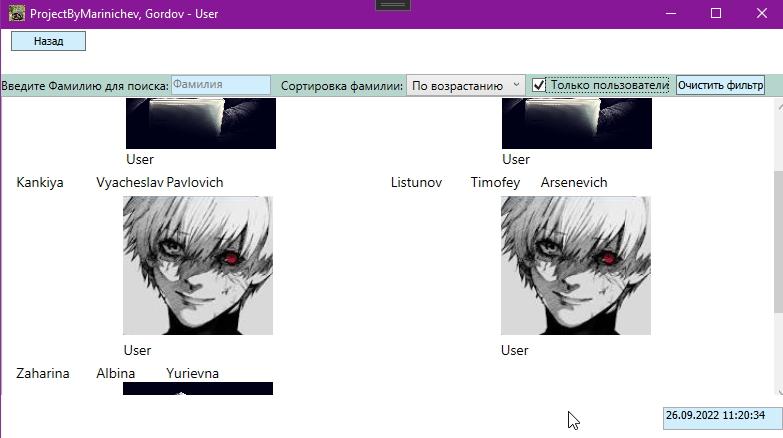 ProjectByMarinichev, Gordov - User
Назад
Введите Фамилию для поиска: Фамилия Сортировка фамилии: По возрастанию Только пользователи Очистить фильтр
User User
Kankiya Vyacheslav Pavlovich Listunov Timofey Arsenevich
User User
Zaharina Albina Yurievna
26.09.2022 11:20:34